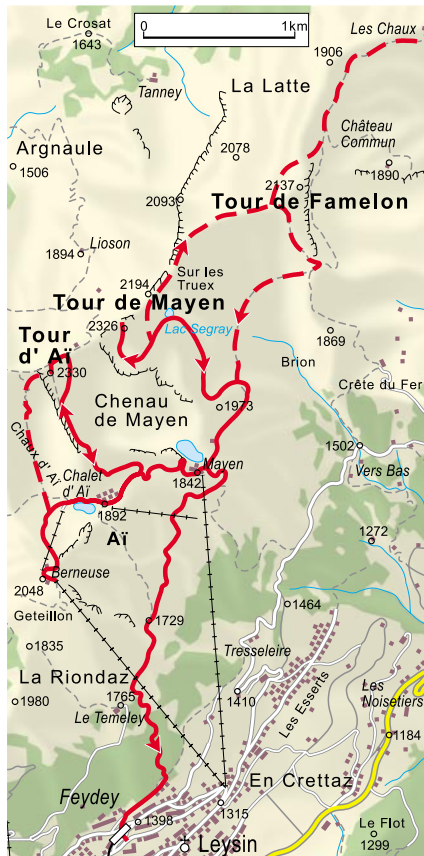 Le Crosat
1643
0 1km
Les Chaux
1906
Tanney
La Latte
Château
Commun
1890
Argnaule
1506
2078
2137
2093
Tour de Famelon
Lioson
1894
Sur les
Truex
2194
Tour de Mayen
2326
Lac Segray
Tour
d' Aï
2330
1869
Brion
Crête du Fer
Chenau
de Mayen
1973
Chaux d' Aï
1502
Vers Bas
Mayen
1842
Chalet
d' Aï
1892
Aï
1272
Berneuse
2048
Geteillon
1464
1729
1835
Tresseleire
La Riondaz
1765
Le Temeley
1980
1410
Les Esserts
Les
Noisetiers
1184
En Crettaz
Feydey
1315
1398
Leysin
Le Flot
1299